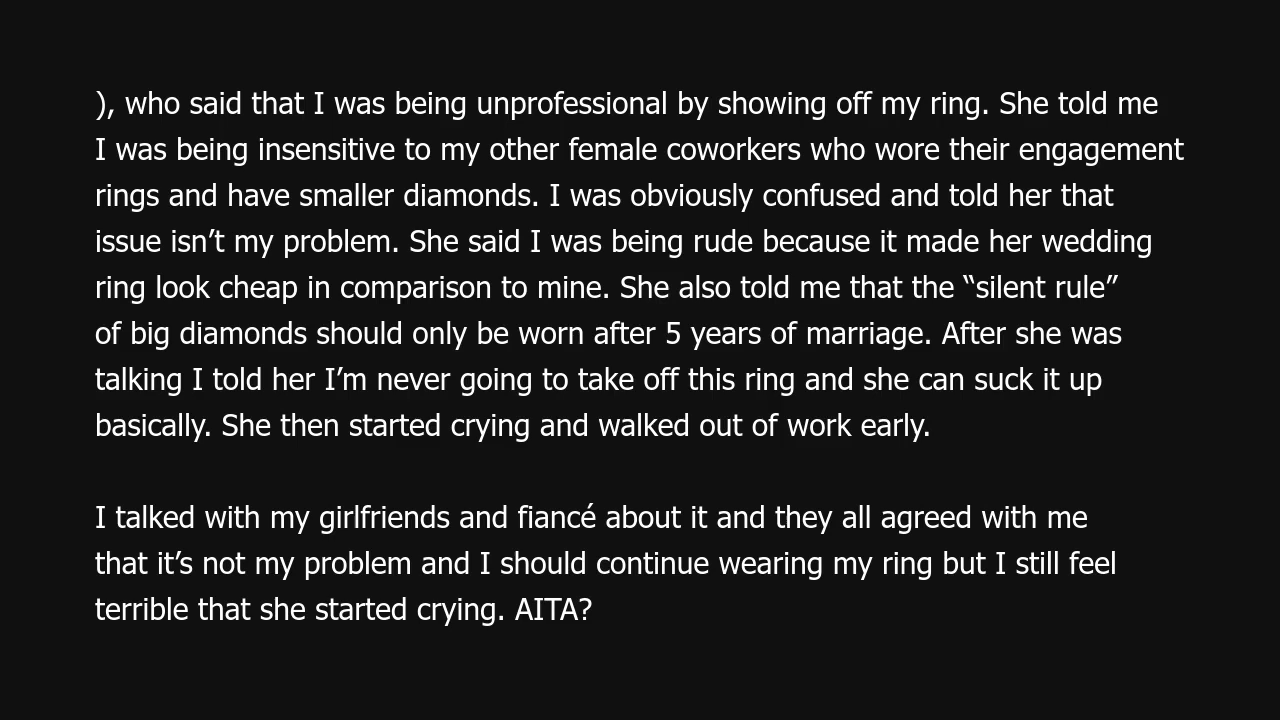 ), who said that I was being unprofessional by showing off my ring. She told me
I was being insensitive to my other female coworkers who wore their engagement
rings and have smaller diamonds. I was obviously confused and told her that
issue isn’t my problem. She said I was being rude because it made her wedding
ring look cheap in comparison to mine. She also told me that the “silent rule”
of big diamonds should only be worn after 5 years of marriage. After she was
talking I told her I’m never going to take off this ring and she can suck it up
basically. She then started crying and walked out of work early.
I talked with my girlfriends and fiancé about it and they all agreed with me
that it’s not my problem and I should continue wearing my ring but I still feel
terrible that she started crying. AITA?